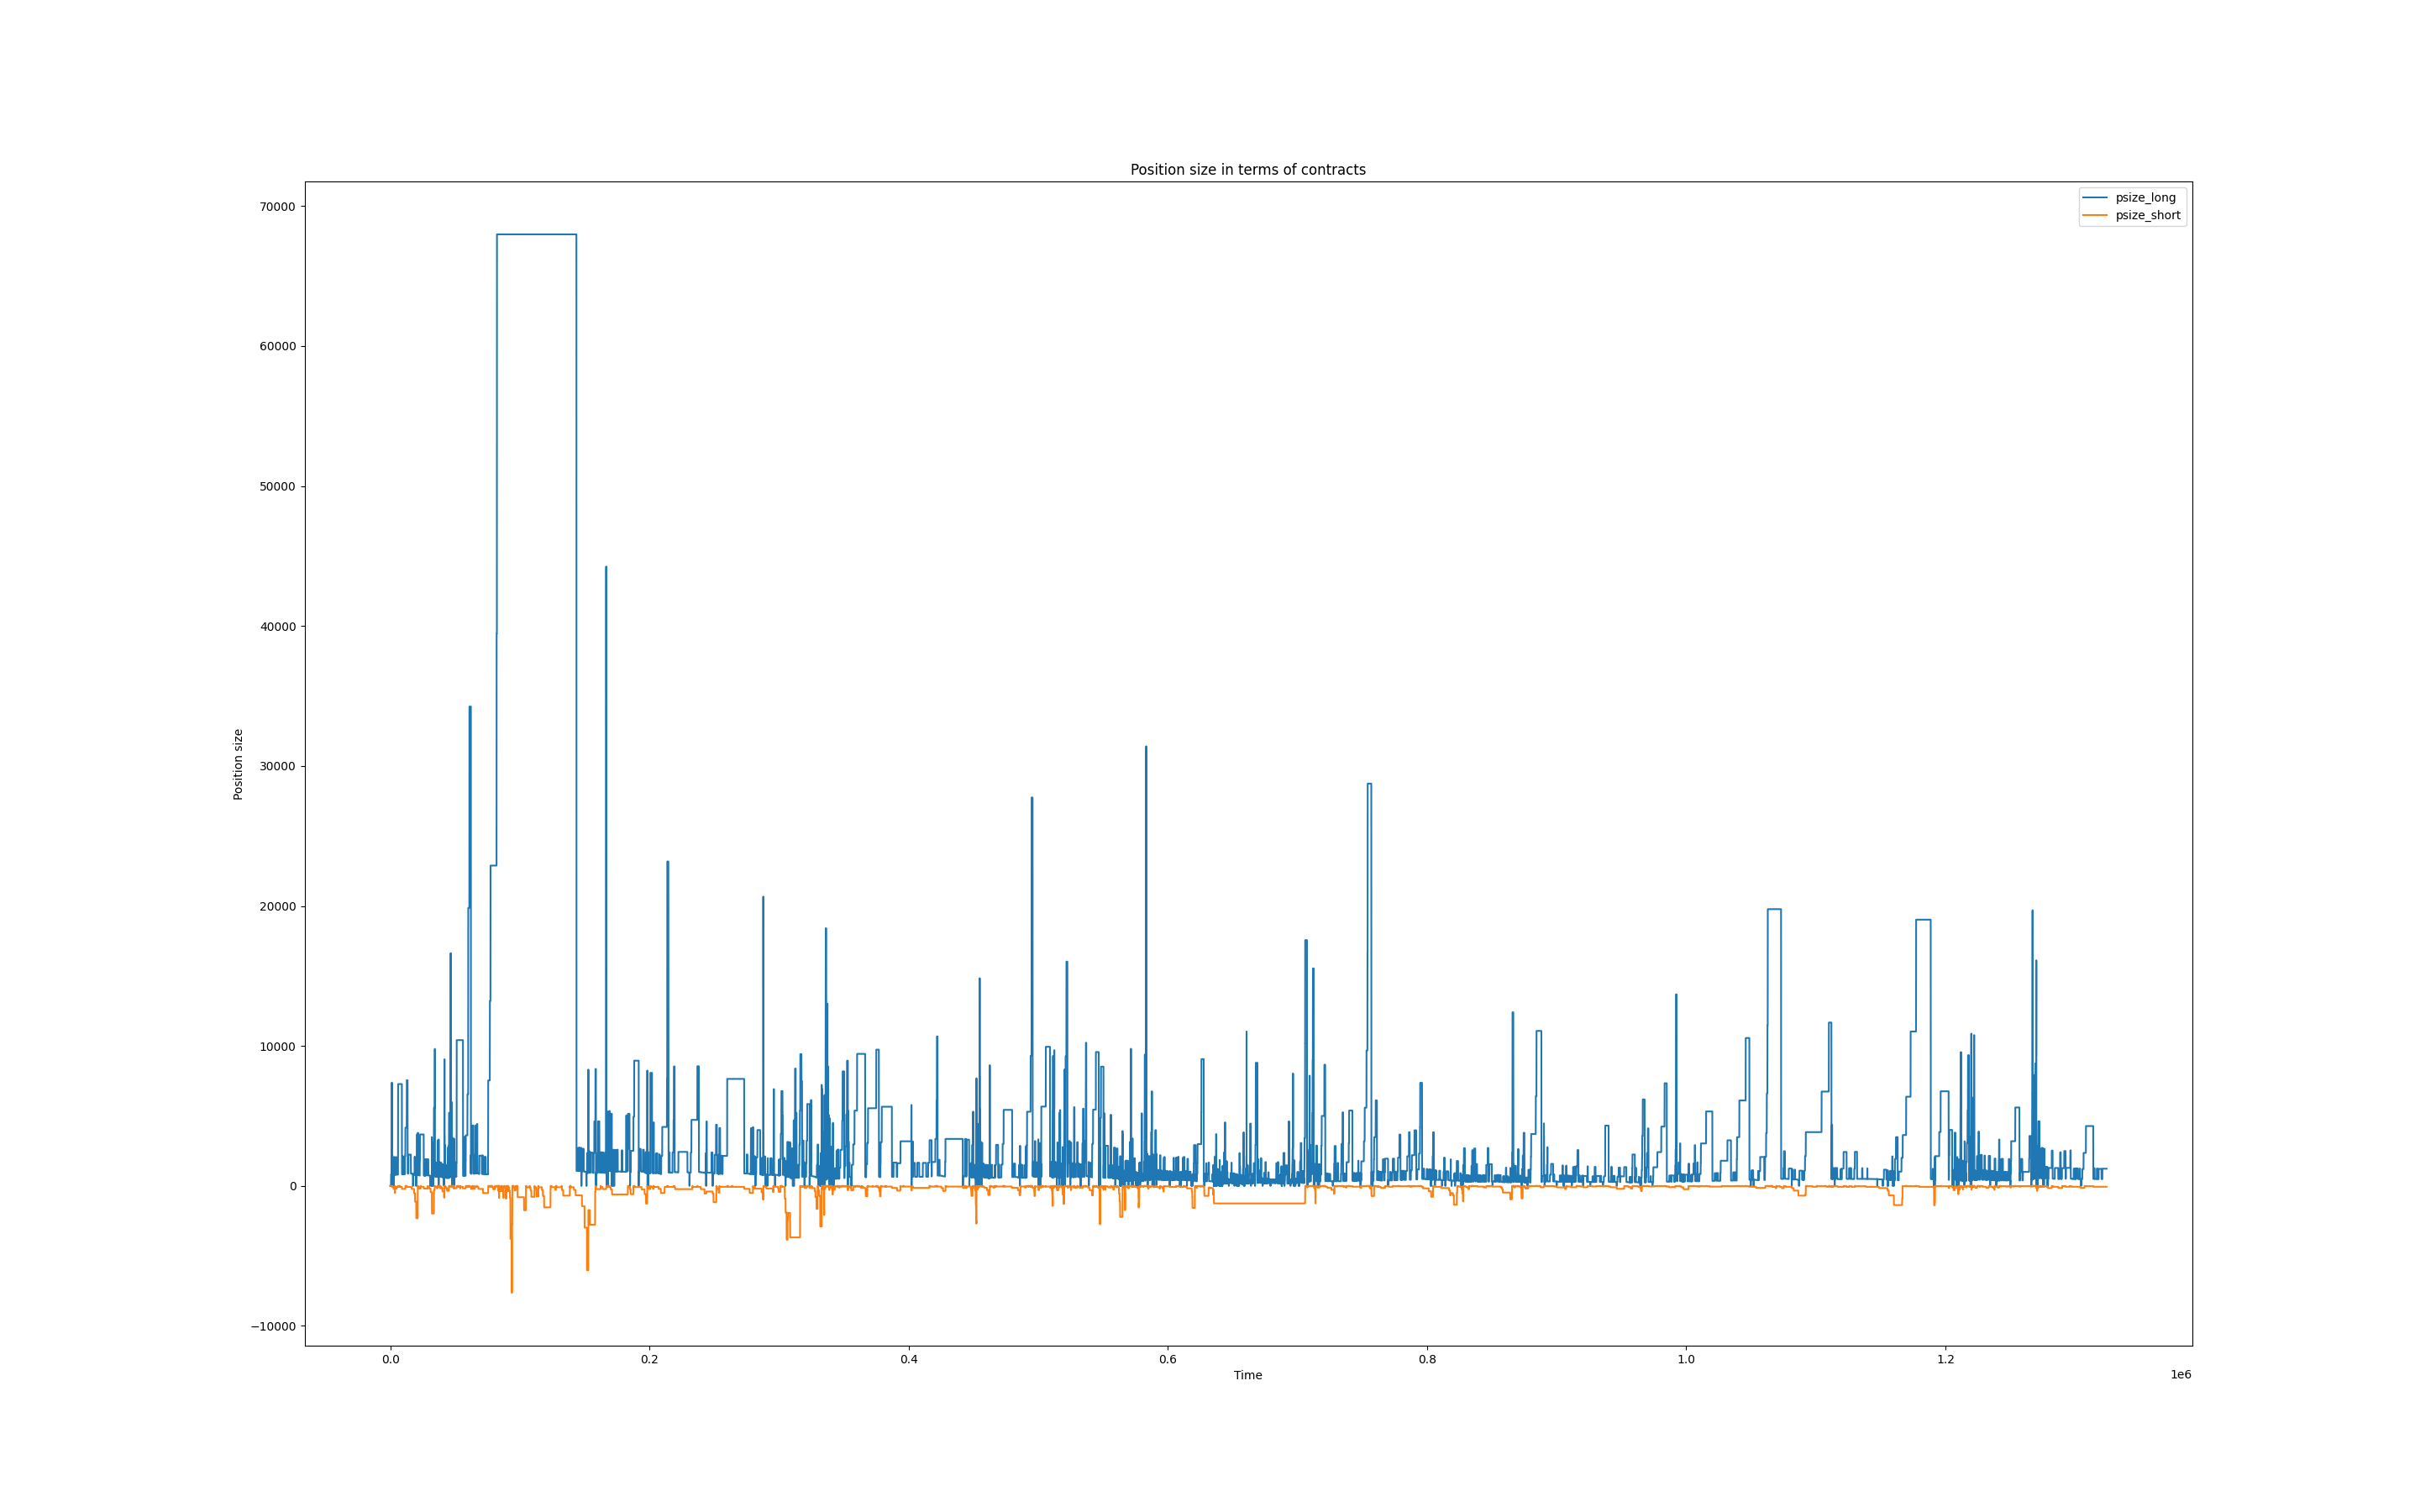 Position size in terms of contracts
psize_long
psize_short
70000
60000
50000
40000
30000
20000
10000
0
−10000
Position size
0.0 0.2 0.4 0.6 0.8 1.0 1.2
Time
1e6